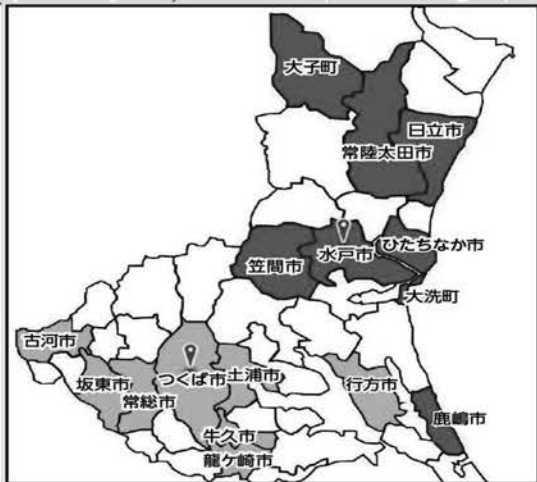 大子町
日立市
常陸太田市
ひたちなか市
水戸市
笠間市
大洗町
古河市
つくば市
土浦市
坂東市
行方市
常総市
鹿嶋市
牛久市
龍ケ崎市